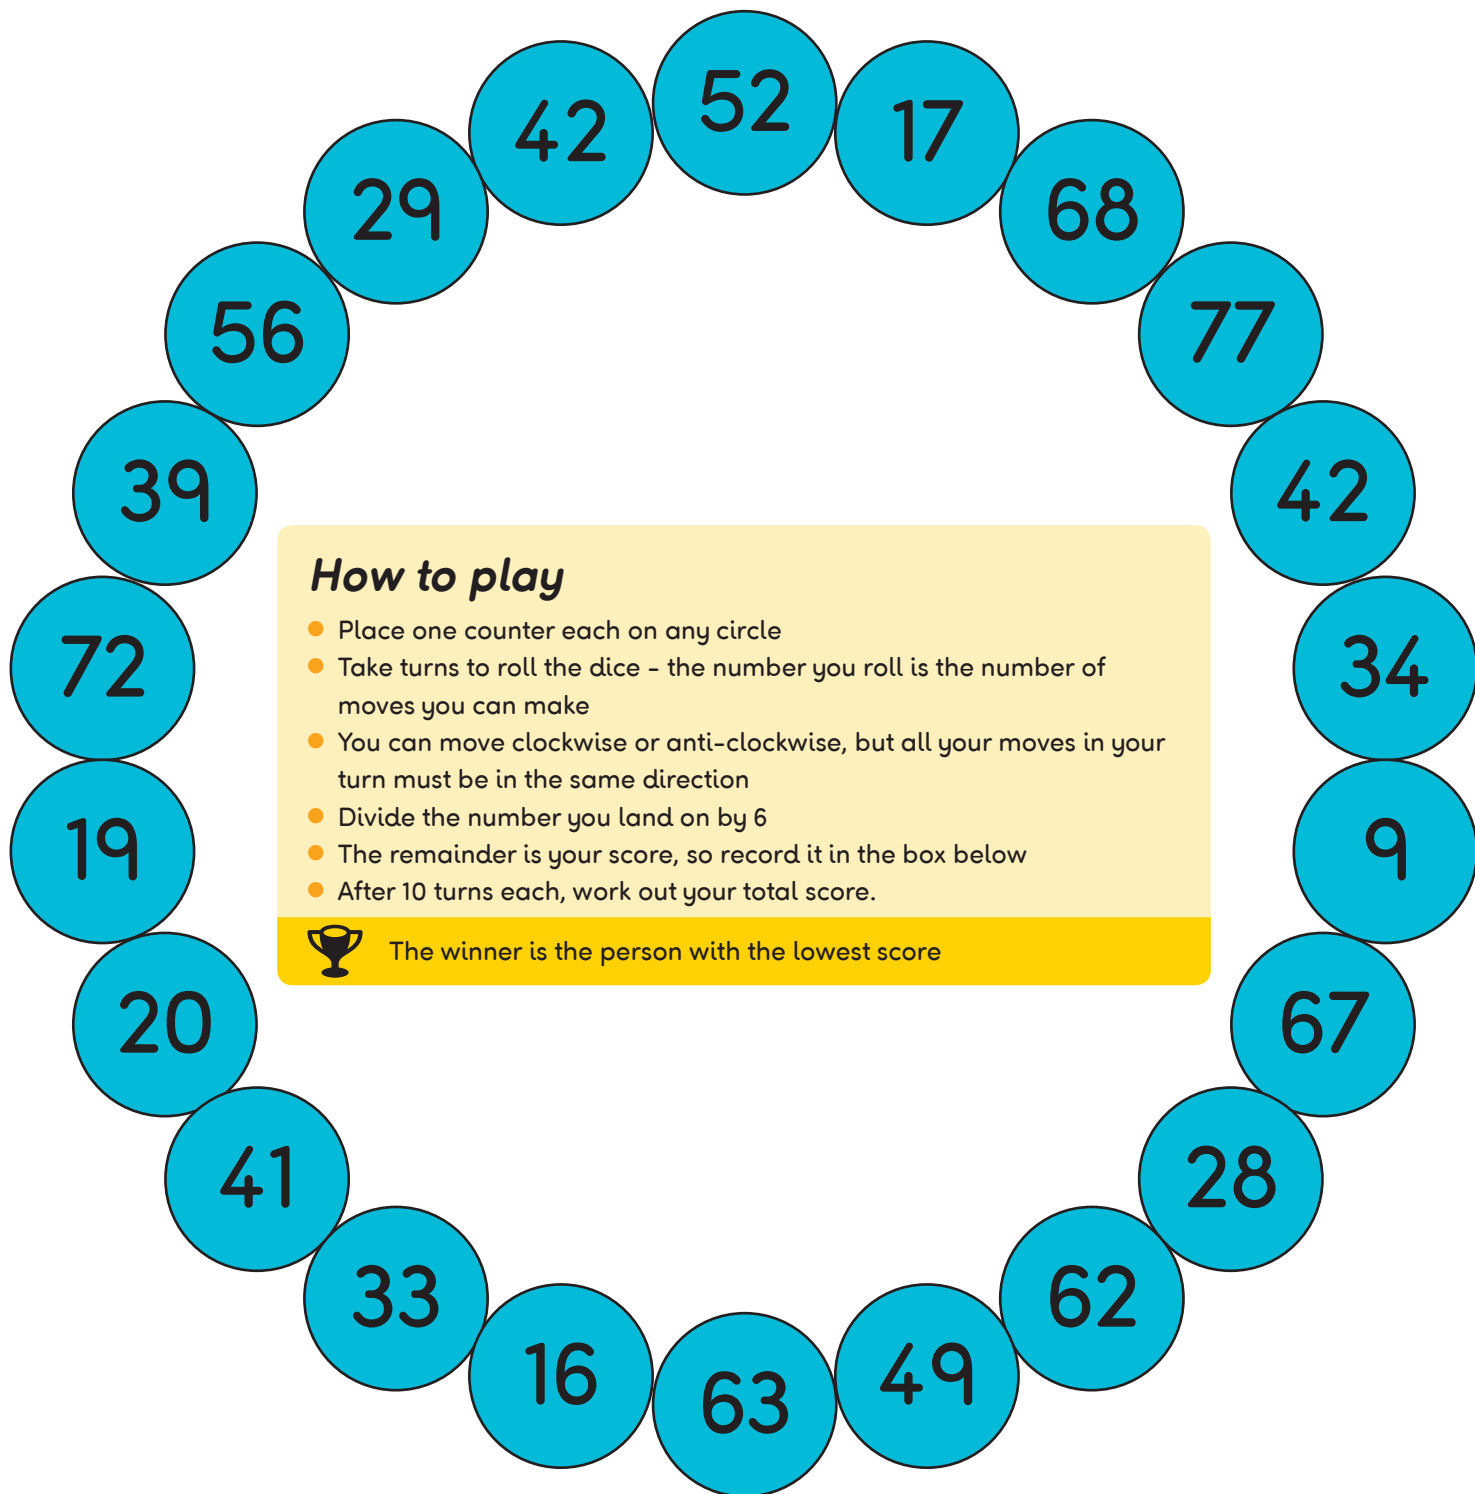 52
42
17
29
68
56
77
39
42
How to play
Place one counter each on any circle
Take turns to roll the dice - the number you roll is the number of
moves you can make
You can move clockwise or anti-clockwise, but all your moves in your
turn must be in the same direction
Divide the number you land on by 6
The remainder is your score, so record it in the box below
After 10 turns each, work out your total score.
The winner is the person with the lowest score
72
34
19
9
20
67
41
28
33
62
16
49
63